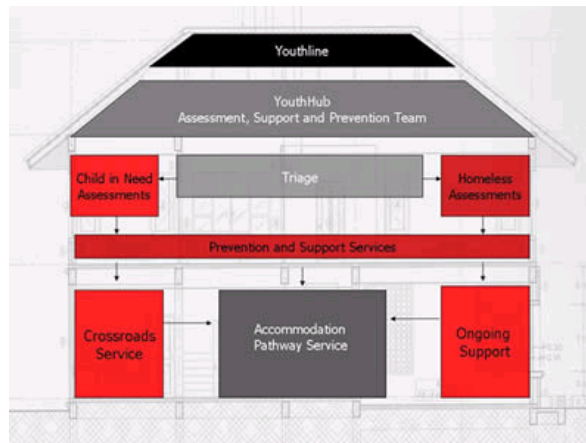 Youthline
YouthHub
Assessment, Support and Prevention Team
Child in Need
Assessments
Triage
Homeless
Assessments
Prevention and Support Services
Crossroads
Service
Accommodation
Pathway Service
Ongoing
Support